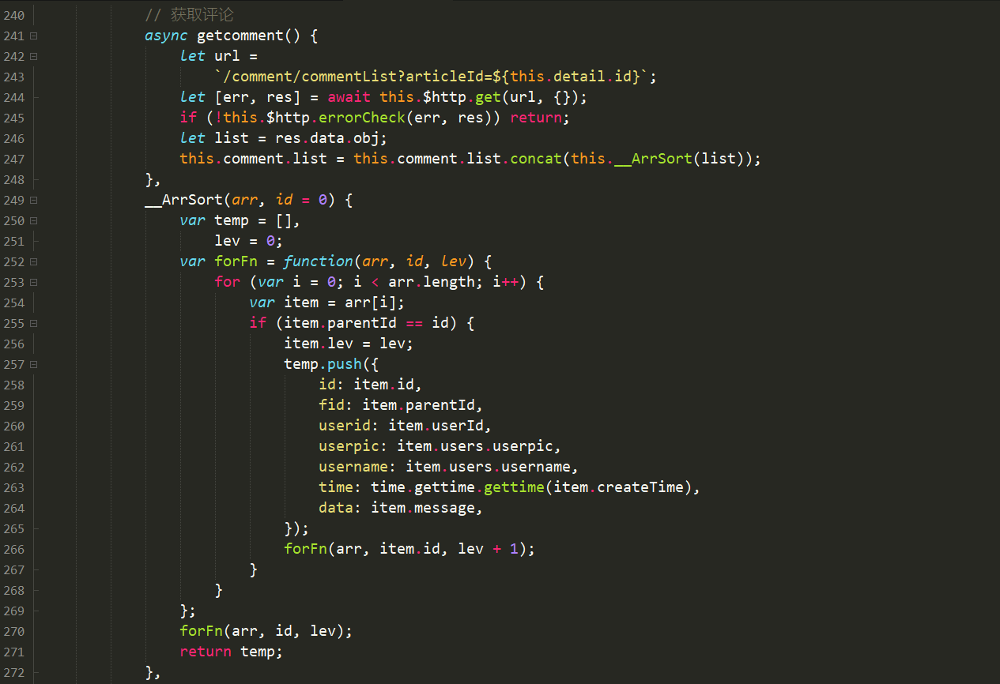 240 // 获取评论
241 async getcomment() {
242 let url =
243 `/comment/commentList?articleId=${this.detail.id}`;
244 let [err, res] = await this.$http.get(url, {});
245 if (!this.$http.errorCheck(err, res)) return;
246 let list = res.data.obj;
247 this.comment.list = this.comment.list.concat(this.__ArrSort(list));
248 },
249 __ArrSort(arr, id = 0) {
250 var temp = [],
251 lev = 0;
252 var forFn = function(arr, id, lev) {
253 for (var i = 0; i < arr.length; i++) {
254 var item = arr[i];
255 if (item.parentId == id) {
256 item.lev = lev;
257 temp.push({
258 id: item.id,
259 fid: item.parentId,
260 userid: item.userId,
261 userpic: item.users.userpic,
262 username: item.users.username,
263 time: time.gettime.gettime(item.createTime),
264 data: item.message,
265 });
266 forFn(arr, item.id, lev + 1);
267 }
268 }
269 };
270 forFn(arr, id, lev);
271 return temp;
272 },